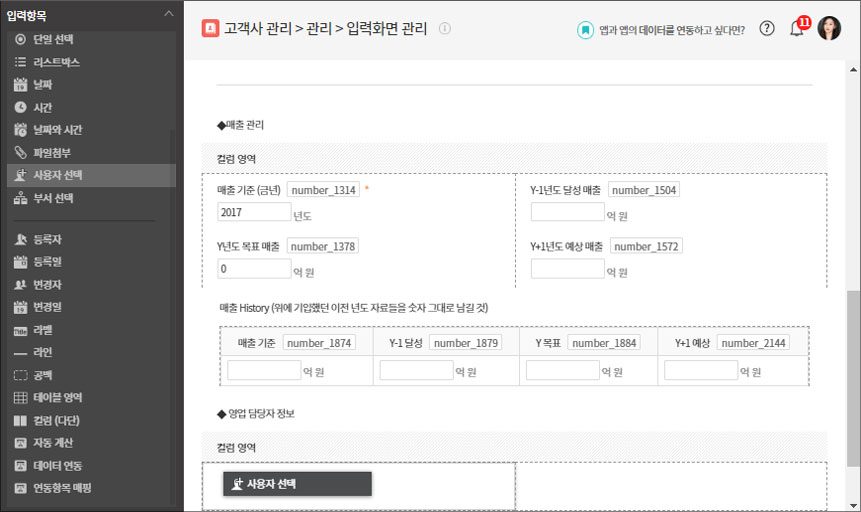 입력항목
단일 선택
리스트박스
날짜
시간
날짜와 시간
파일첨부
사용자 선택
부서 선택
등록자
등록일
변경자
변경일
라벨
라인
공백
테이블 영역
컬럼 (다단)
자동 계산
데이터 연동
연동항목 매핑
고객사 관리 > 관리 > 입력화면 관리
앱과 앱의 데이터를 연동하고 싶다면?
11
◆매출 관리
컬럼 영역
매출 기준 (금년) number_1314 *
2017 년도
Y-1년도 달성 매출 number_1504
억 원
Y년도 목표 매출 number_1378
0 억 원
Y+1년도 예상 매출 number_1572
억 원
매출 History (위에 기입했던 이전 년도 자료들을 숫자 그대로 남길 것)
매출 기준 number_1874 Y-1 달성 number_1879 Y 목표 number_1884 Y+1 예상 number_2144
억 원 억 원 억 원 억 원
◆ 영업 담당자 정보
컬럼 영역
사용자 선택